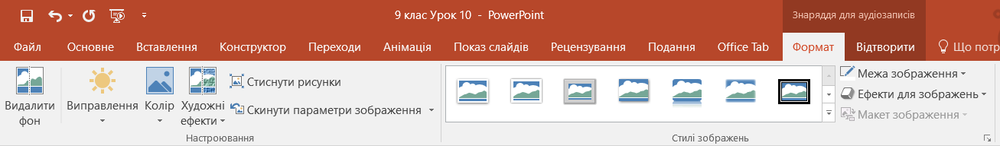 9 клас Урок 10 - PowerPoint
Знаряддя для аудіозаписів
Файл Основне Вставлення Конструктор Переходи Анімація Показ слайдів Рецензування Подання Office Tab Формат Відтворити Що потр
Видалити фон
Виправлення
Колір
Художні ефекти
Стиснути рисунки
Скинути параметри зображення
Настроювання
Межа зображення
Ефекти для зображень
Макет зображення
Стилі зображень